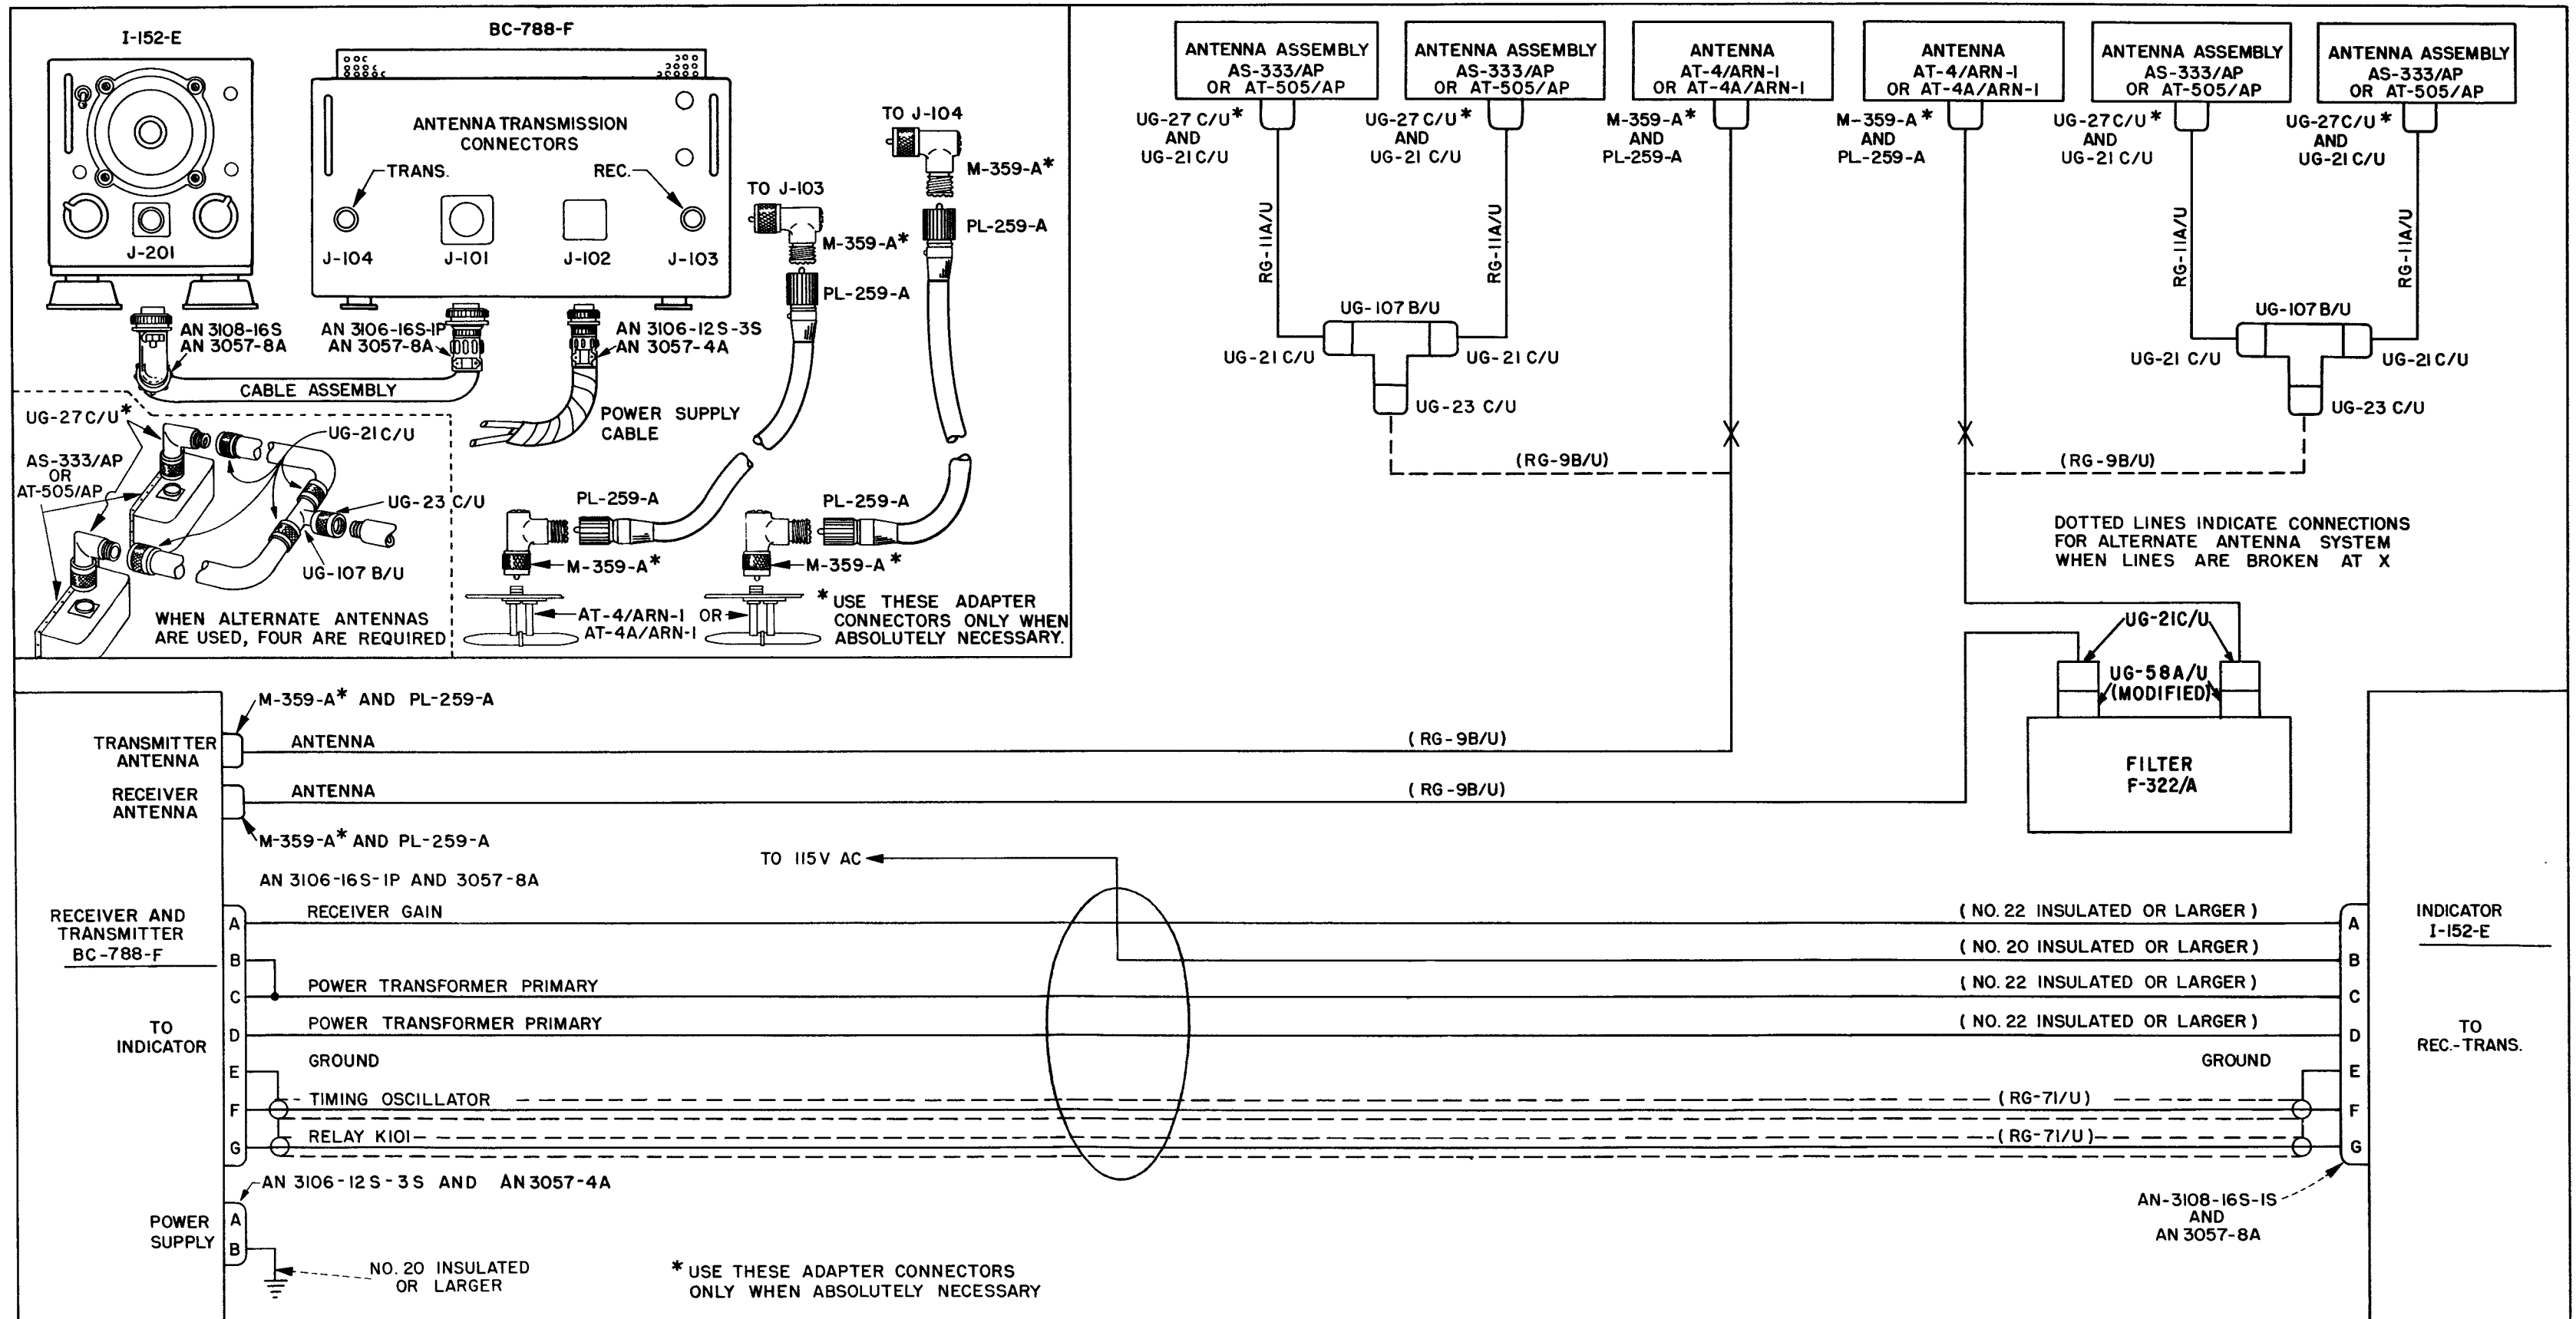 I-152-E
BC-788-F
J-201
ANTENNA TRANSMISSION
CONNECTORS
TRANS.
REC.
J-104
J-101
J-102
J-103
TO J-104
M-359-A*
PL-259-A
TO J-103
M-359-A*
PL-259-A
AN 3108-16S
AN 3057-8A
AN 3106-16S-1P
AN 3057-8A
AN 3106-12S-3S
AN 3057-4A
CABLE ASSEMBLY
POWER SUPPLY
CABLE
UG-27 C/U*
UG-21 C/U
AS-333/AP
OR
AT-505/AP
UG-23 C/U
UG-107 B/U
WHEN ALTERNATE ANTENNAS
ARE USED, FOUR ARE REQUIRED
PL-259-A
PL-259-A
M-359-A*
M-359-A*
AT-4/ARN-1 OR
AT-4A/ARN-1
* USE THESE ADAPTER
CONNECTORS ONLY WHEN
ABSOLUTELY NECESSARY.
ANTENNA ASSEMBLY
AS-333/AP
OR AT-505/AP
ANTENNA ASSEMBLY
AS-333/AP
OR AT-505/AP
ANTENNA
AT-4/ARN-1
OR AT-4A/ARN-1
ANTENNA
AT-4/ARN-1
OR AT-4A/ARN-1
ANTENNA ASSEMBLY
AS-333/AP
OR AT-505/AP
ANTENNA ASSEMBLY
AS-333/AP
OR AT-505/AP
UG-27 C/U*
AND
UG-21 C/U
UG-27 C/U*
AND
UG-21 C/U
M-359-A*
AND
PL-259-A
M-359-A*
AND
PL-259-A
UG-27 C/U*
AND
UG-21 C/U
UG-27 C/U*
AND
UG-21 C/U
RG-11A/U
RG-11A/U
RG-11A/U
RG-11A/U
UG-107 B/U
UG-21 C/U
UG-21 C/U
UG-23 C/U
UG-107 B/U
UG-21 C/U
UG-21 C/U
UG-23 C/U
X
X
(RG-9B/U)
(RG-9B/U)
DOTTED LINES INDICATE CONNECTIONS
FOR ALTERNATE ANTENNA SYSTEM
WHEN LINES ARE BROKEN AT X
UG-21C/U
UG-58A/U
(MODIFIED)
FILTER
F-322/A
M-359-A* AND PL-259-A
TRANSMITTER
ANTENNA
ANTENNA
(RG-9B/U)
RECEIVER
ANTENNA
ANTENNA
(RG-9B/U)
M-359-A* AND PL-259-A
TO 115V AC
AN 3106-16S-1P AND 3057-8A
RECEIVER AND
TRANSMITTER
BC-788-F
TO
INDICATOR
A
B
C
D
E
F
G
RECEIVER GAIN
POWER TRANSFORMER PRIMARY
POWER TRANSFORMER PRIMARY
GROUND
TIMING OSCILLATOR
RELAY K101
(NO. 22 INSULATED OR LARGER)
(NO. 20 INSULATED OR LARGER)
(NO. 22 INSULATED OR LARGER)
(NO. 22 INSULATED OR LARGER)
GROUND
(RG-71/U)
(RG-71/U)
A
B
C
D
E
F
G
INDICATOR
I-152-E
TO
REC.-TRANS.
AN-3108-16S-1S
AND
AN 3057-8A
AN 3106-12S-3S AND AN 3057-4A
POWER
SUPPLY
A
B
NO. 20 INSULATED
OR LARGER
* USE THESE ADAPTER CONNECTORS
ONLY WHEN ABSOLUTELY NECESSARY